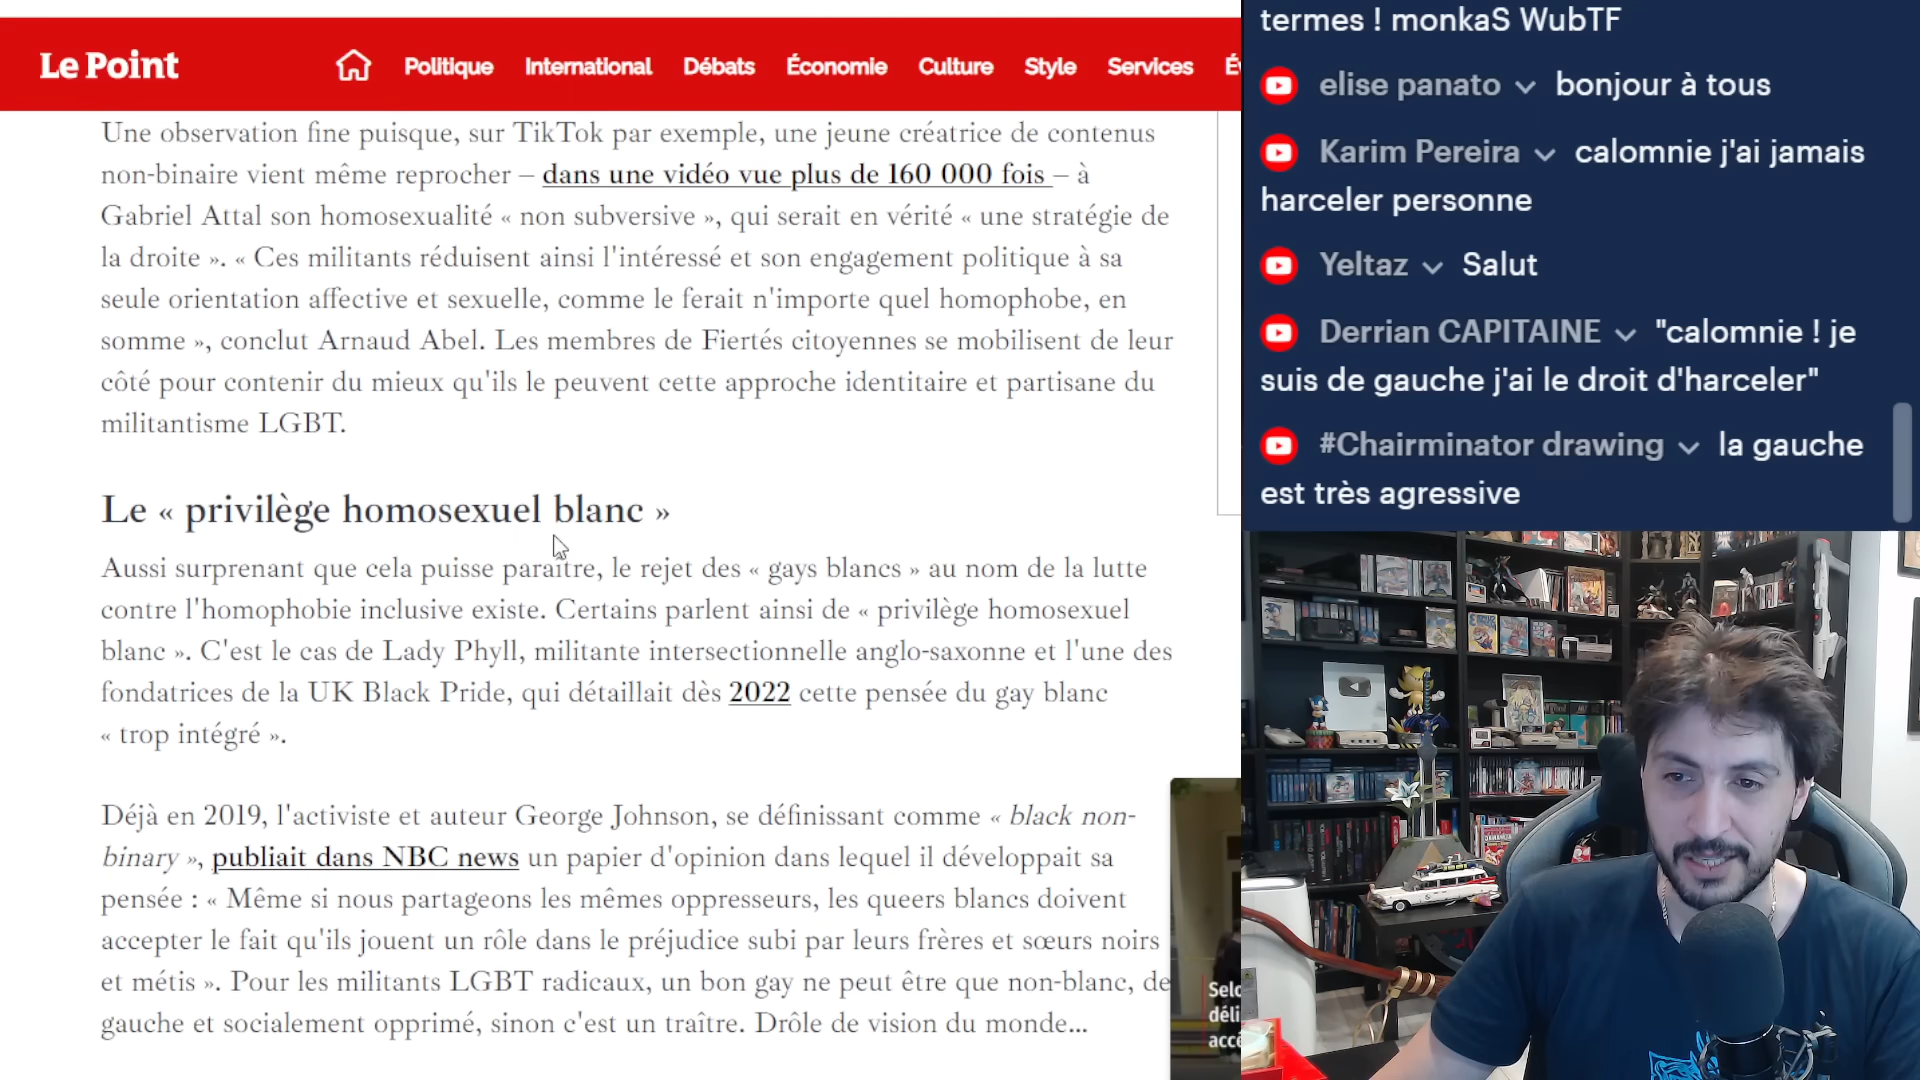 Le Point
Politique International Débats Économie Culture Style Services
Une observation fine puisque, sur TikTok par exemple, une jeune créatrice de contenus
non-binaire vient même reprocher – dans une vidéo vue plus de 160 000 fois – à
Gabriel Attal son homosexualité « non subversive », qui serait en vérité « une stratégie de
la droite ». « Ces militants réduisent ainsi l'intéressé et son engagement politique à sa
seule orientation affective et sexuelle, comme le ferait n'importe quel homophobe, en
somme », conclut Arnaud Abel. Les membres de Fiertés citoyennes se mobilisent de leur
côté pour contenir du mieux qu'ils le peuvent cette approche identitaire et partisane du
militantisme LGBT.
Le « privilège homosexuel blanc »
Aussi surprenant que cela puisse paraître, le rejet des « gays blancs » au nom de la lutte
contre l'homophobie inclusive existe. Certains parlent ainsi de « privilège homosexuel
blanc ». C'est le cas de Lady Phyll, militante intersectionnelle anglo-saxonne et l'une des
fondatrices de la UK Black Pride, qui détaillait dès 2022 cette pensée du gay blanc
« trop intégré ».
Déjà en 2019, l'activiste et auteur George Johnson, se définissant comme « black non-
binary », publiait dans NBC news un papier d'opinion dans lequel il développait sa
pensée : « Même si nous partageons les mêmes oppresseurs, les queers blancs doivent
accepter le fait qu'ils jouent un rôle dans le préjudice subi par leurs frères et sœurs noirs
et métis ». Pour les militants LGBT radicaux, un bon gay ne peut être que non-blanc, de
gauche et socialement opprimé, sinon c'est un traître. Drôle de vision du monde...
termes ! monkaS WubTF
elise panato bonjour à tous
Karim Pereira calomnie j'ai jamais
harceler personne
Yeltaz Salut
Derrian CAPITAINE "calomnie ! je
suis de gauche j'ai le droit d'harceler"
#Chairminator drawing la gauche
est très agressive